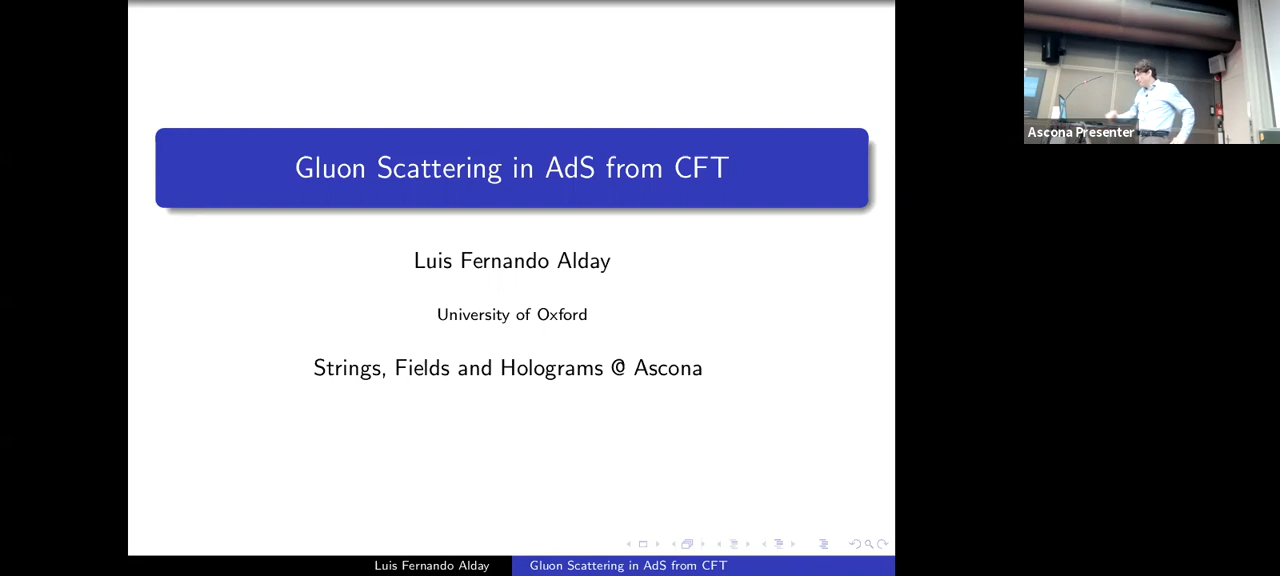 Gluon Scattering in AdS from CFT
Luis Fernando Alday
University of Oxford
Strings, Fields and Holograms @ Ascona
Luis Fernando Alday
Gluon Scattering in AdS from CFT
Ascona Presenter